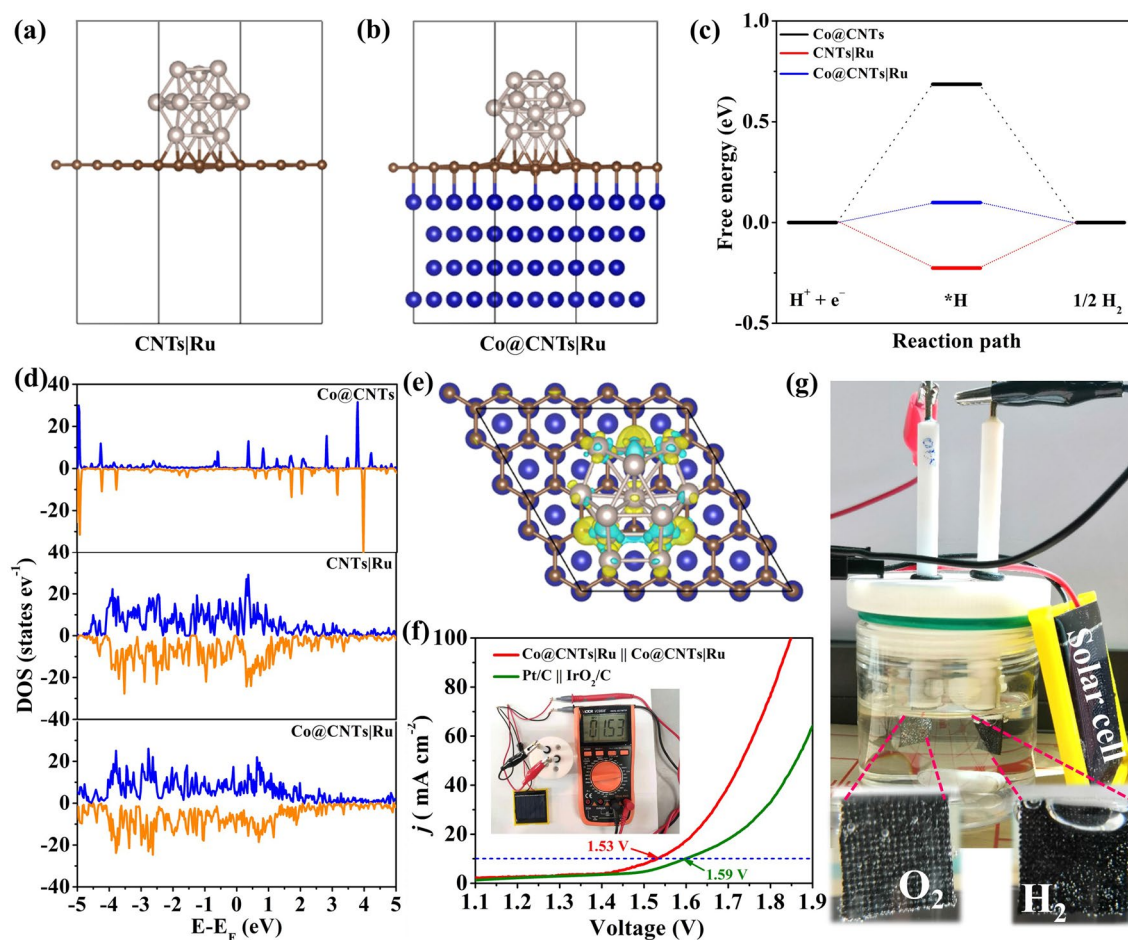 (a)
CNTs|Ru
(b)
Co@CNTs|Ru
(c)
Co@CNTs
CNTs|Ru
Co@CNTs|Ru
Free energy (eV)
1.0
0.5
0.0
-0.5
H⁺ + e⁻
*H
1/2 H₂
Reaction path
(d)
DOS (states ev⁻¹)
40
20
0
-20
40
20
0
-20
40
20
0
-20
-40
Co@CNTs
CNTs|Ru
Co@CNTs|Ru
-5 -4 -3 -2 -1 0 1 2 3 4 5
E-E_F (eV)
(e)
(f)
j ( mA cm⁻²)
100
80
60
40
20
0
Co@CNTs|Ru || Co@CNTs|Ru
Pt/C || IrO₂/C
0153
1.53 V
1.59 V
1.1 1.2 1.3 1.4 1.5 1.6 1.7 1.8 1.9
Voltage (V)
(g)
Solar cell
O₂
H₂